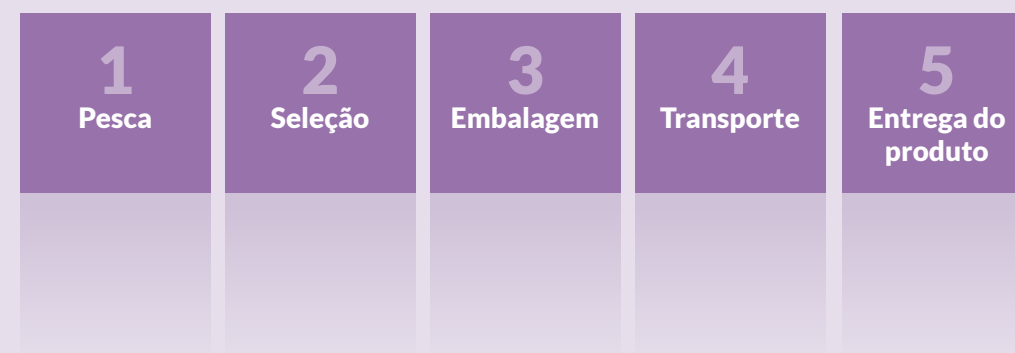 1
Pesca
2
Seleção
3
Embalagem
4
Transporte
5
Entrega do
produto